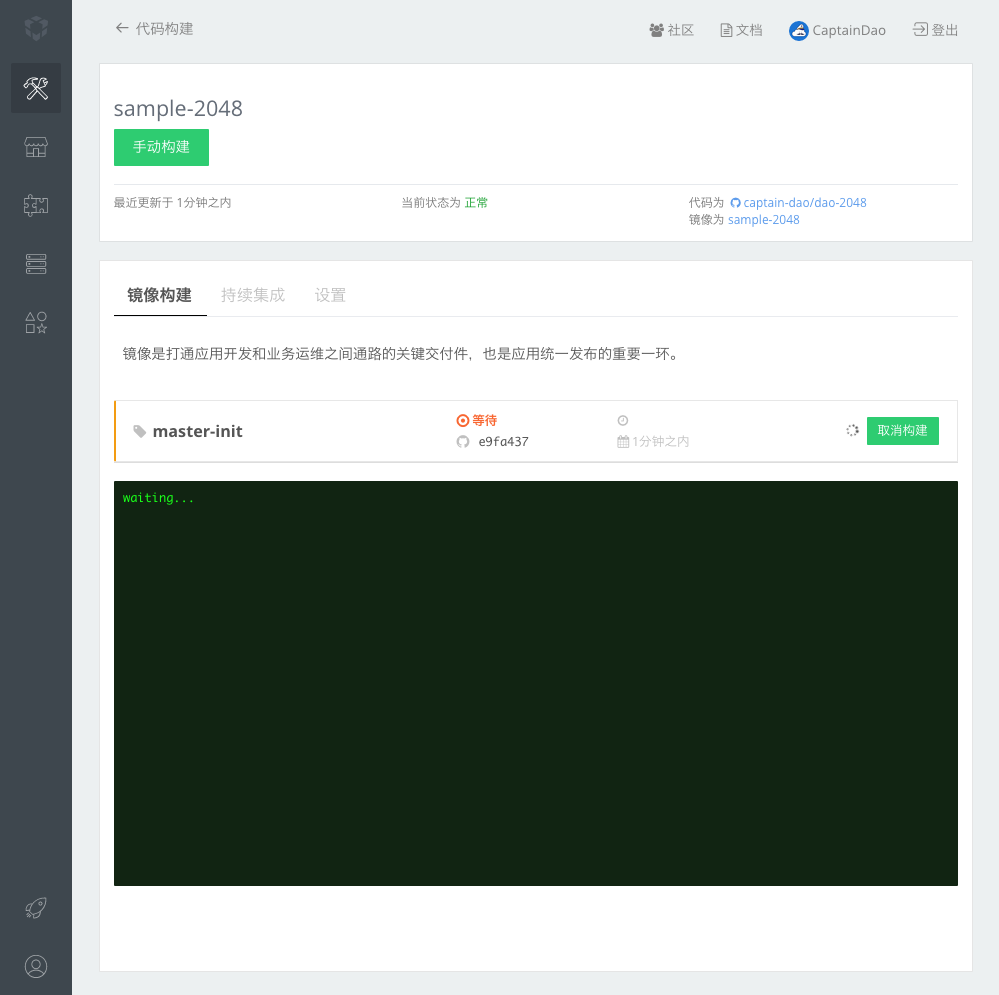 代码构建
社区
文档
CaptainDao
登出
sample-2048
手动构建
最近更新于 1分钟之内
当前状态为 正常
代码为 captain-dao/dao-2048
镜像为 sample-2048
镜像构建
持续集成
设置
镜像是打通应用开发和业务运维之间通路的关键交付件，也是应用统一发布的重要一环。
master-init
等待
e9fa437
1分钟之内
取消构建
waiting...